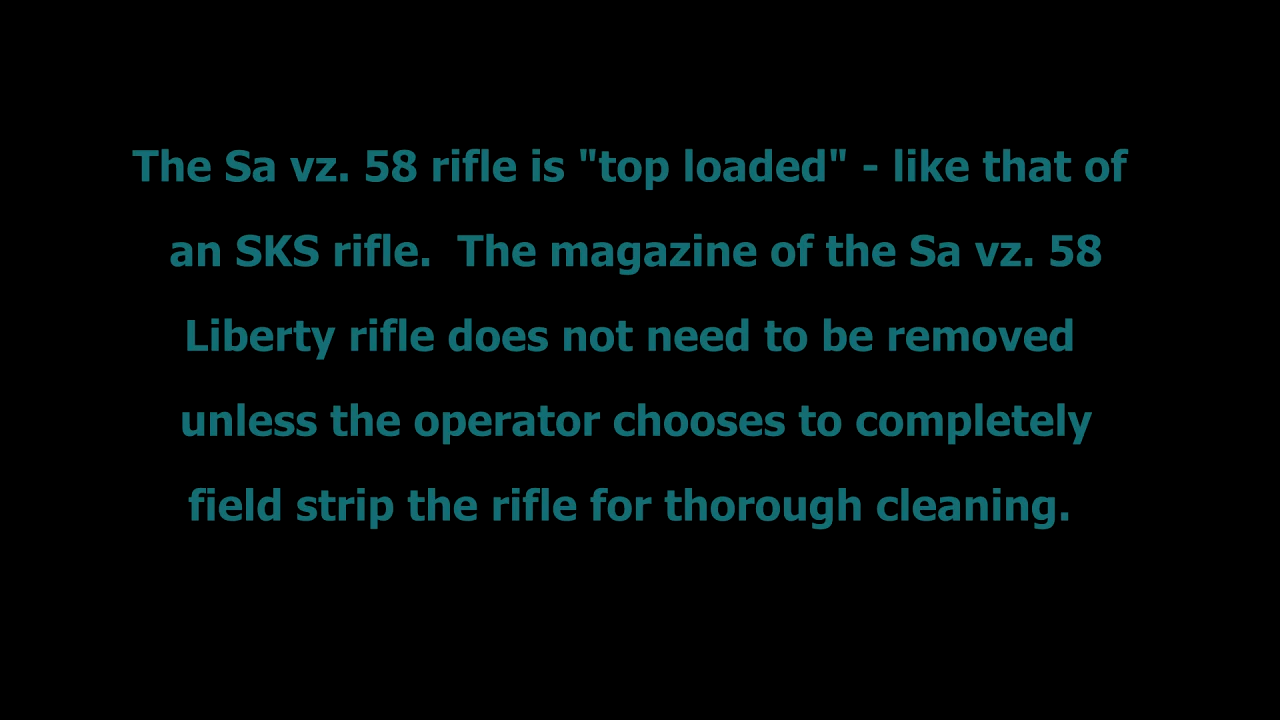 The Sa vz. 58 rifle is "top loaded" - like that of
an SKS rifle.  The magazine of the Sa vz. 58
Liberty rifle does not need to be removed
unless the operator chooses to completely
field strip the rifle for thorough cleaning.